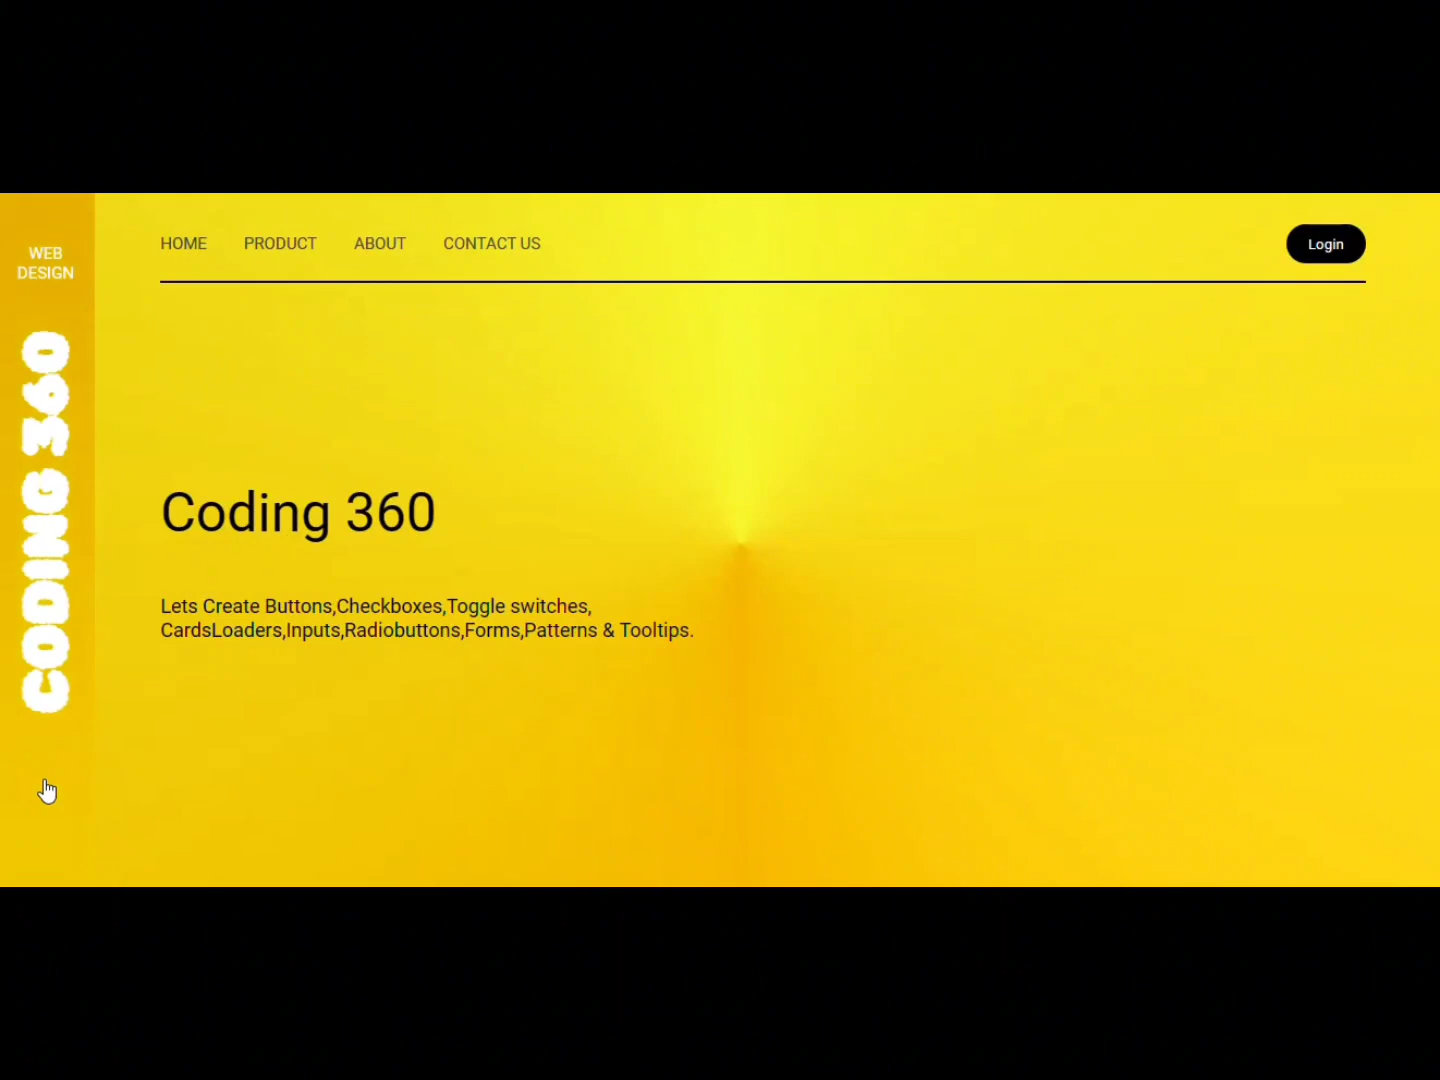 WEB
DESIGN
CODING 360
HOME PRODUCT ABOUT CONTACT US
Login
Coding 360
Lets Create Buttons,Checkboxes,Toggle switches,
CardsLoaders,Inputs,Radiobuttons,Forms,Patterns & Tooltips.